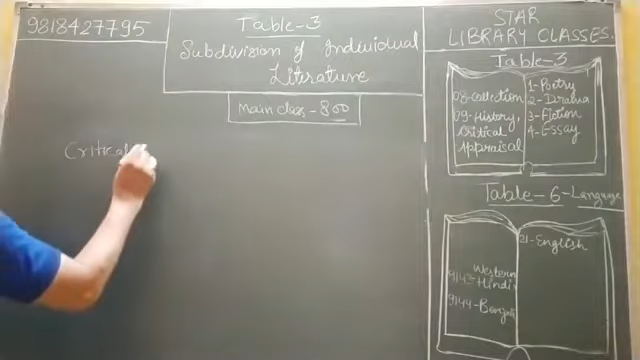 9818427795
Table-3
Subdivision of Individual
Literature
Main class - 800
Critical
STAR
LIBRARY CLASSES.
Table-3
08-Collection
09-History,
Critical
Appraisal
1-Poetry
2-Drama
3-Fiction
4-Essay
Table-6-Language
21-English
Western
9143-Hindi
9144-Bengali